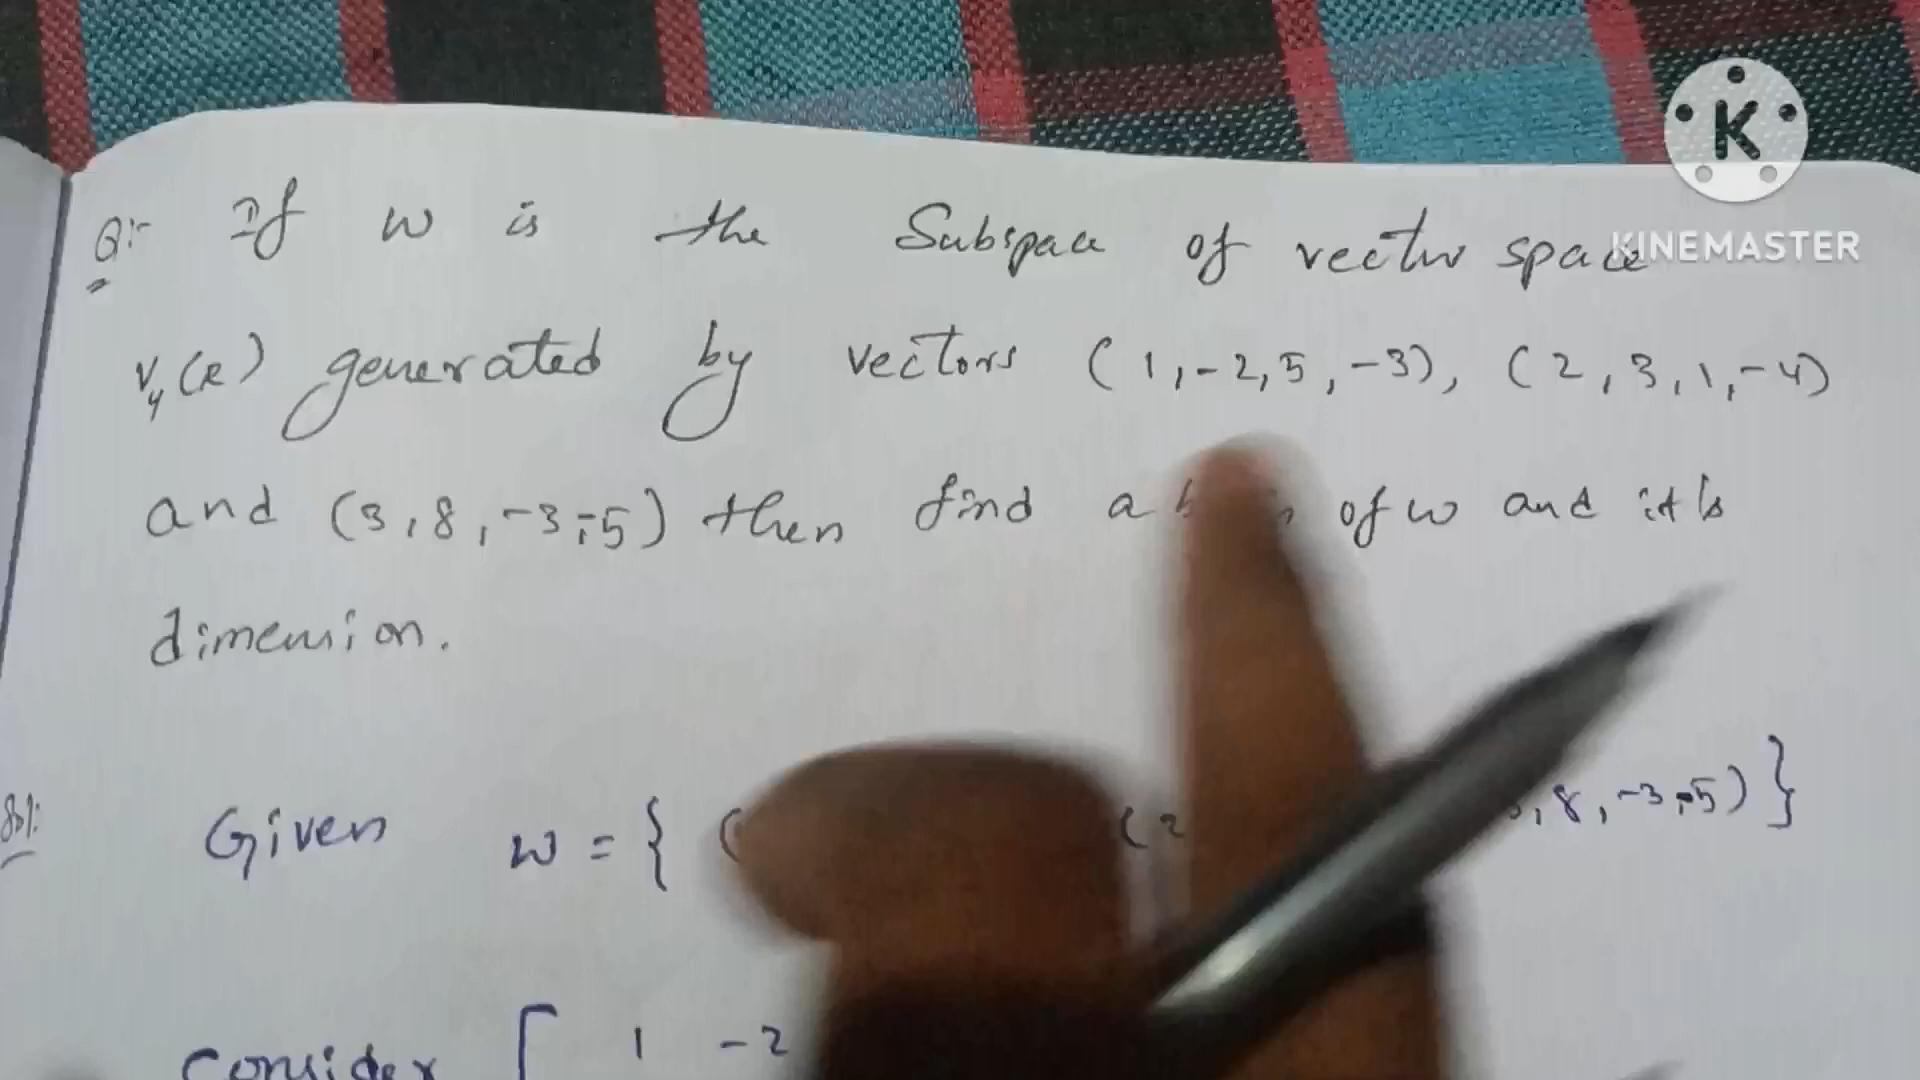 Q:- If W is the Subspace of vector space
KINEMASTER
V4(R) generated by vectors (1,-2,5,-3), (2,3,1,-4)
and (3,8,-3,-5) then find a of W and it's
dimension.
Sol: Given W = { ( (2 ,8,-3,-5) }
Consider [ 1 -2